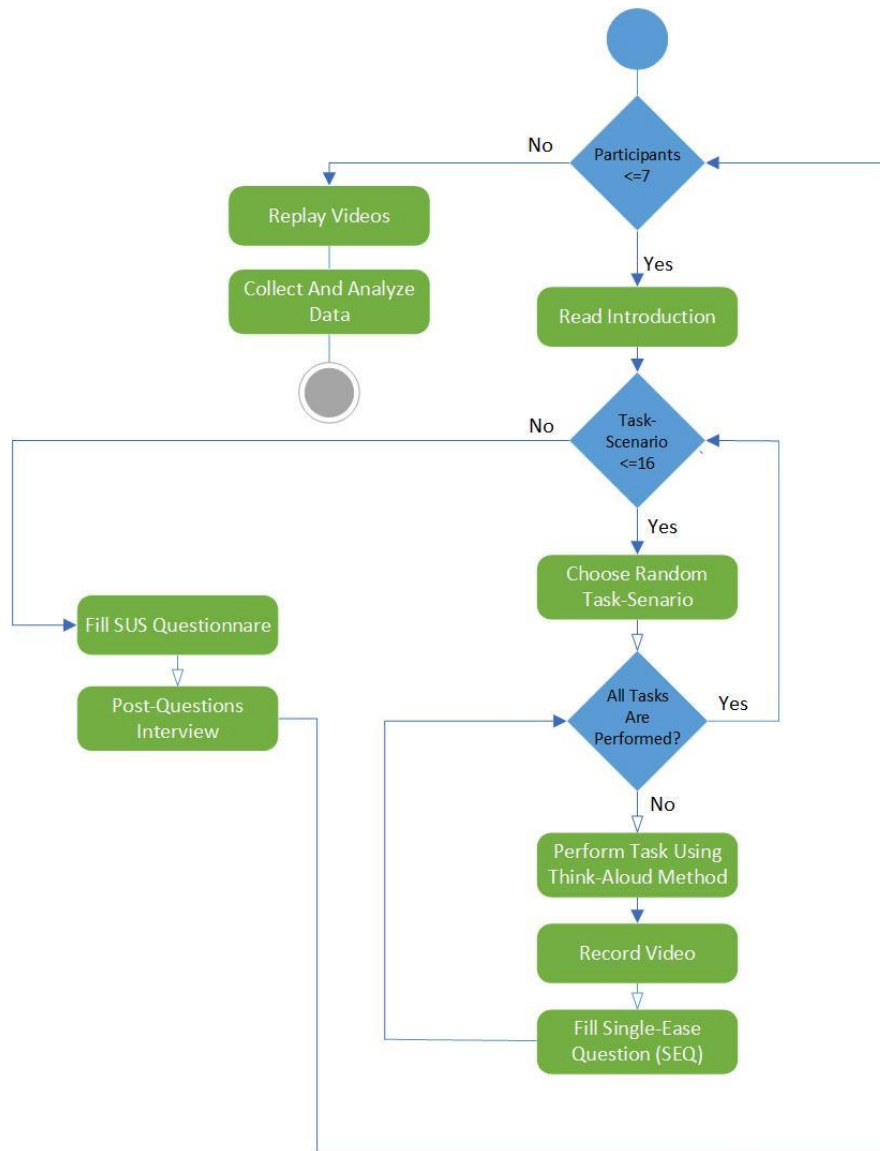 Participants
<=7
No
Yes
Replay Videos
Collect And Analyze
Data
Read Introduction
Task-
Scenario
<=16
No
Yes
Choose Random
Task-Senario
Fill SUS Questionnare
Post-Questions
Interview
All Tasks
Are
Performed?
Yes
No
Perform Task Using
Think-Aloud Method
Record Video
Fill Single-Ease
Question (SEQ)